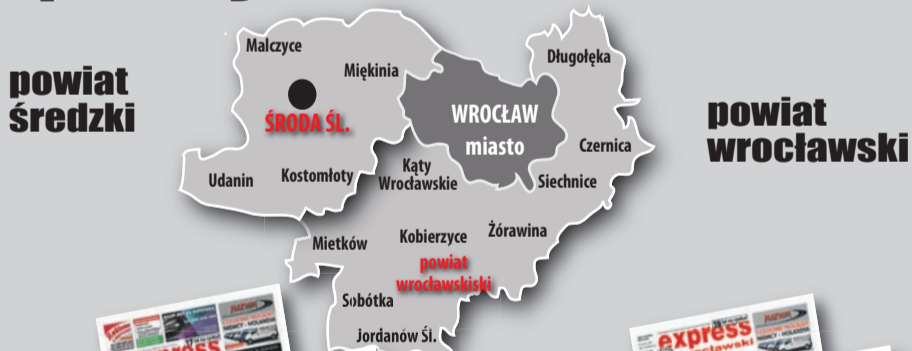 powiat
średzki
Malczyce
Miękinia
ŚRODA ŚL.
Udanin
Kostomłoty
WROCŁAW
miasto
Długołęka
Czernica
Siechnice
Kąty
Wrocławskie
Mietków
Kobierzyce
Żórawina
powiat
wrocławskiski
Sobótka
Jordanów Śl.
powiat
wrocławski
express